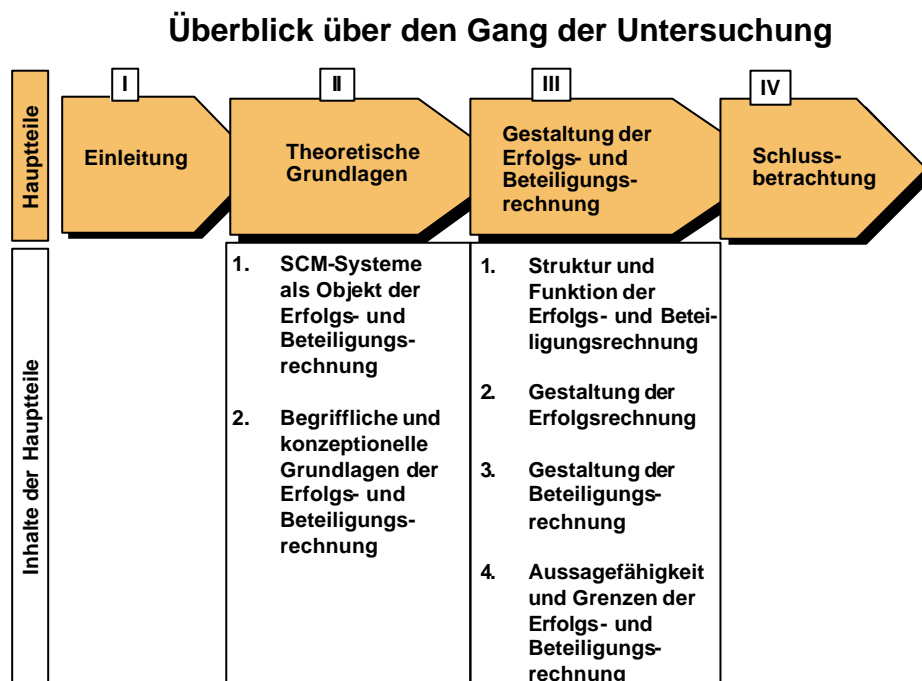 Überblick über den Gang der Untersuchung
Hauptteile
I
Einleitung
II
Theoretische
Grundlagen
III
Gestaltung der
Erfolgs- und
Beteiligungs-
rechnung
IV
Schluss-
betrachtung
Inhalte der Hauptteile
1. SCM-Systeme
als Objekt der
Erfolgs- und
Beteiligungs-
rechnung
2. Begriffliche und
konzeptionelle
Grundlagen der
Erfolgs- und
Beteiligungs-
rechnung
1. Struktur und
Funktion der
Erfolgs- und Betei-
ligungsrechnung
2. Gestaltung der
Erfolgsrechnung
3. Gestaltung der
Beteiligungs-
rechnung
4. Aussagefähigkeit
und Grenzen der
Erfolgs- und
Beteiligungs-
rechnung